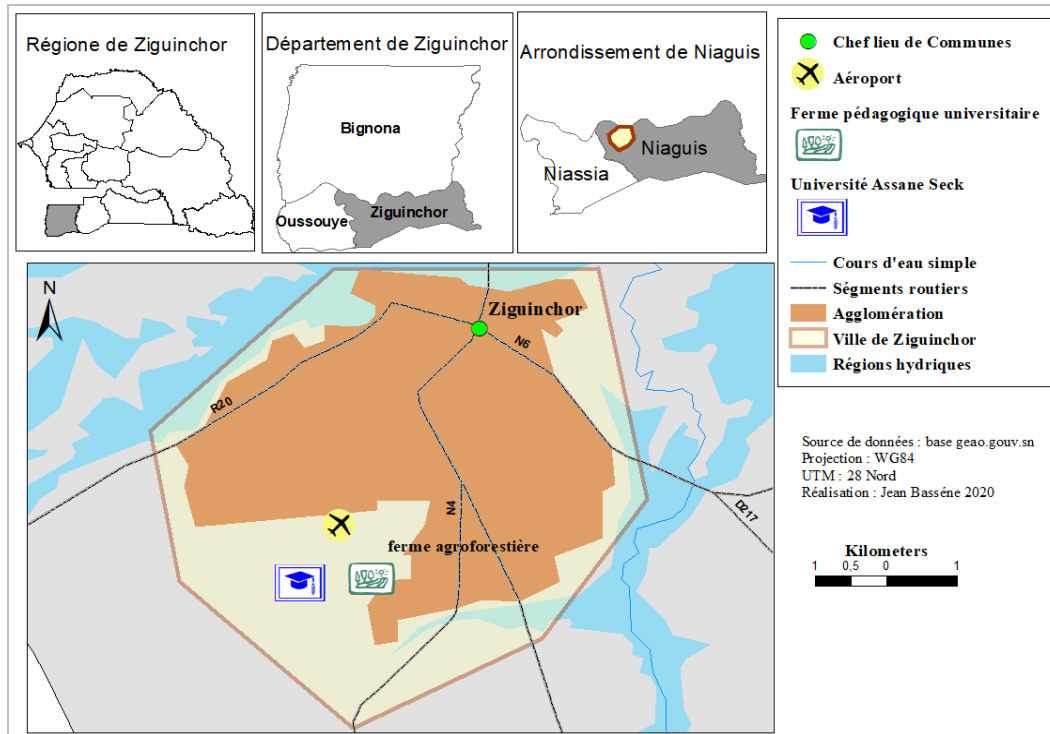 Régione de Ziguinchor
Département de Ziguinchor
Bignona
Oussouye
Ziguinchor
Arrondissement de Niaguis
Niassia
Niaguis
Chef lieu de Communes
Aéroport
Ferme pédagogique universitaire
Université Assane Seck
Cours d'eau simple
Ségments routiers
Agglomération
Ville de Ziguinchor
Régions hydriques
N
Ziguinchor
N6
R20
N4
D217
ferme agroforestière
Source de données : base geao.gouv.sn
Projection : WG84
UTM : 28 Nord
Réalisation : Jean Basséne 2020
Kilometers
1 0,5 0 1